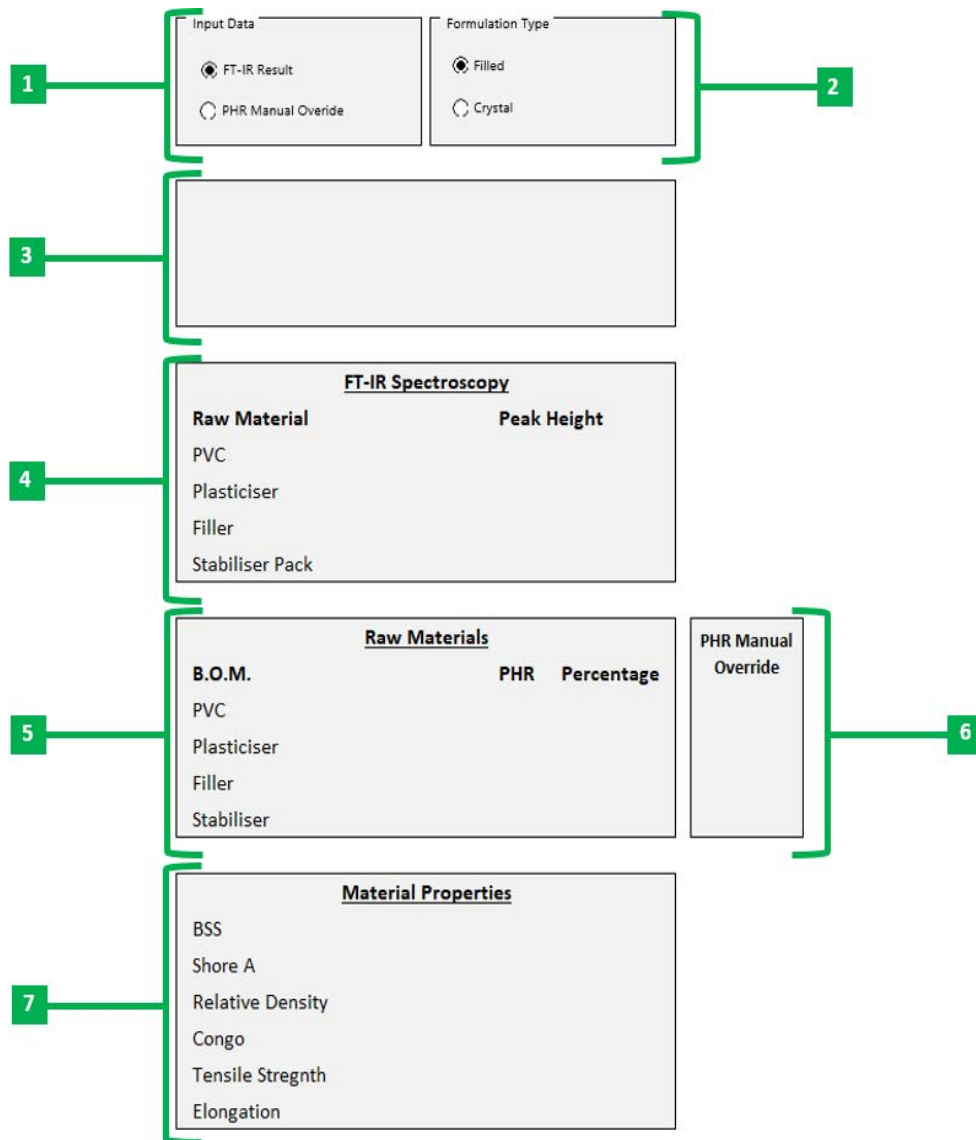 Input Data
Formulation Type
1
FT-IR Result
Filled
2
PHR Manual Overide
Crystal
3
FT-IR Spectroscopy
Raw Material Peak Height
PVC
4
Plasticiser
Filler
Stabiliser Pack
Raw Materials
PHR Manual
Override
B.O.M. PHR Percentage
PVC
5
6
Plasticiser
Filler
Stabiliser
Material Properties
BSS
Shore A
7
Relative Density
Congo
Tensile Stregnth
Elongation